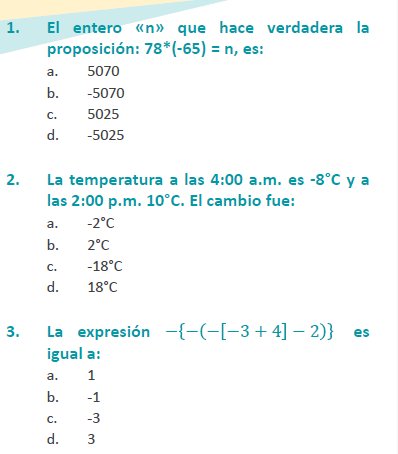 1. El entero «n» que hace verdadera la
proposición: 78*(-65) = n, es:
a. 5070
b. -5070
c. 5025
d. -5025
2. La temperatura a las 4:00 a.m. es -8°C y a
las 2:00 p.m. 10°C. El cambio fue:
a. -2°C
b. 2°C
c. -18°C
d. 18°C
3. La expresión −{−(−[−3 + 4] − 2)} es
igual a:
a. 1
b. -1
c. -3
d. 3